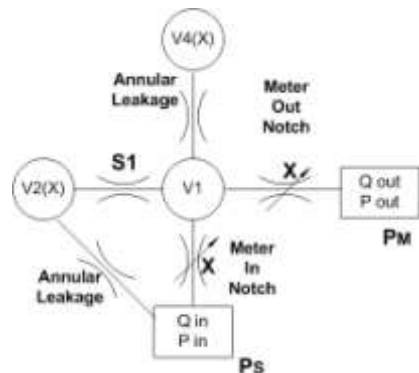 V4(X)
Annular
Leakage
Meter
Out
Notch
S1
X
V2(X)
V1
Q out
P out
PM
X
Meter
In
Notch
Annular
Leakage
Q in
P in
PS